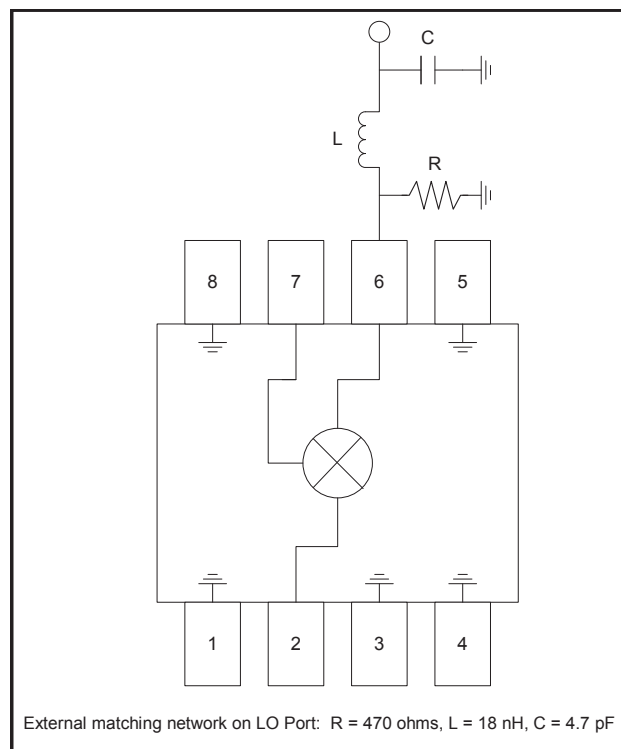 C
L
R
8 7 6 5
1 2 3 4
External matching network on LO Port: R = 470 ohms, L = 18 nH, C = 4.7 pF